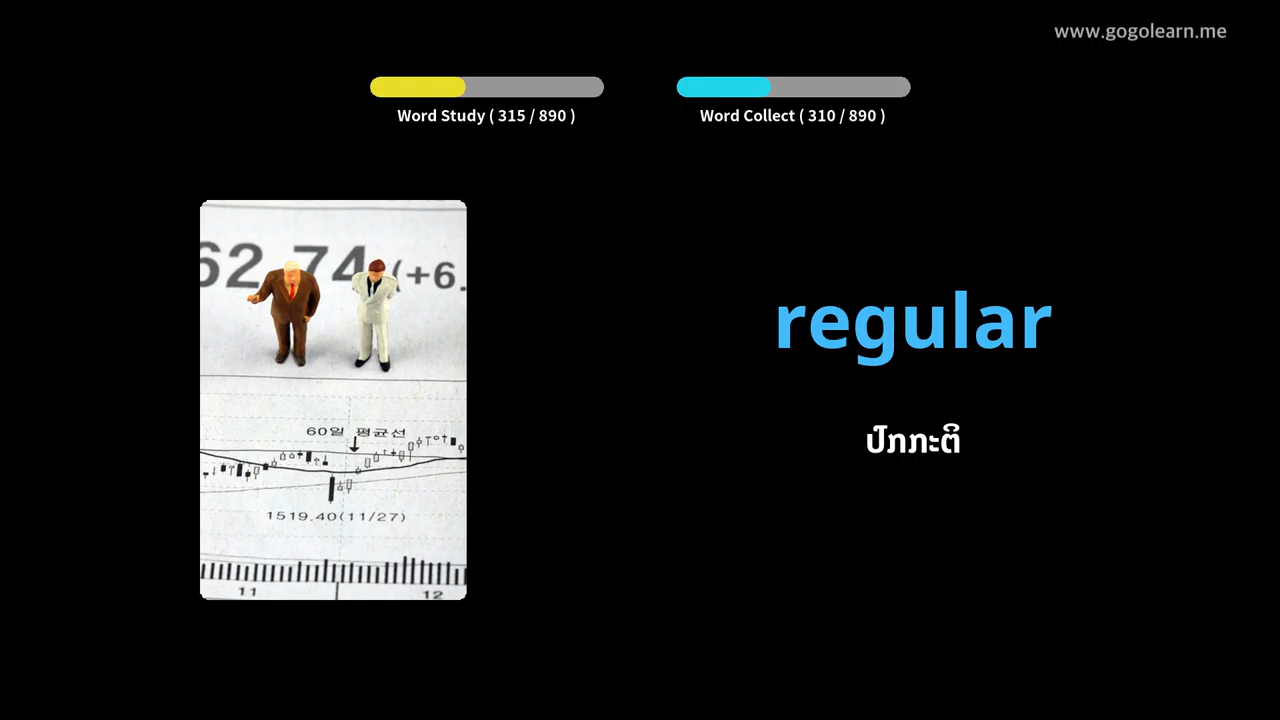 www.gogolearn.me
Word Study ( 315 / 890 )
Word Collect ( 310 / 890 )
62.74 (+6.
60일 평균선
1519.40(11/27)
11
12
regular
ປົກກະຕິ